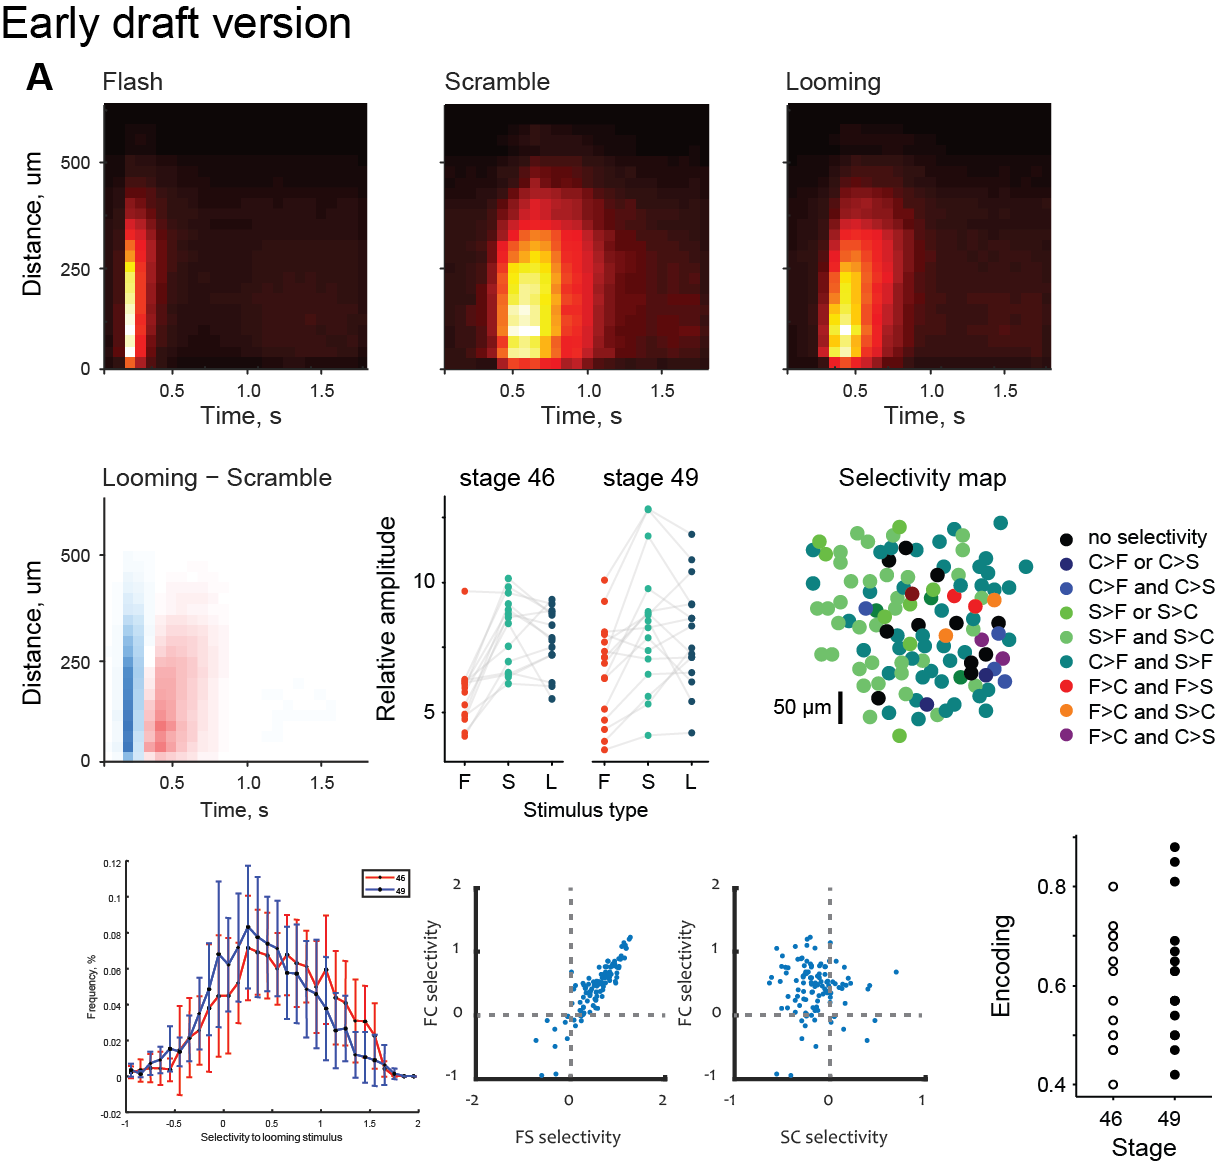 Early draft version
A
Flash
Scramble
Looming
Distance, um
500
250
0
0.5 1.0 1.5
Time, s
0.5 1.0 1.5
Time, s
0.5 1.0 1.5
Time, s
Looming − Scramble
Distance, um
500
250
0
0.5 1.0 1.5
Time, s
stage 46 stage 49
Relative amplitude
10
5
F S L F S L
Stimulus type
Selectivity map
50 µm
no selectivity
C>F or C>S
C>F and C>S
S>F or S>C
S>F and S>C
C>F and S>F
F>C and F>S
F>C and S>C
F>C and C>S
Frequency, %
0.12
0.1
0.08
0.06
0.04
0.02
0
-0.02
-1 -0.5 0 0.5 1 1.5 2
Selectivity to looming stimulus
46
49
FC selectivity
2
1
0
-1
-2 0 2
FS selectivity
FC selectivity
2
1
0
-1
-1 0 1
SC selectivity
Encoding
0.8
0.6
0.4
46 49
Stage